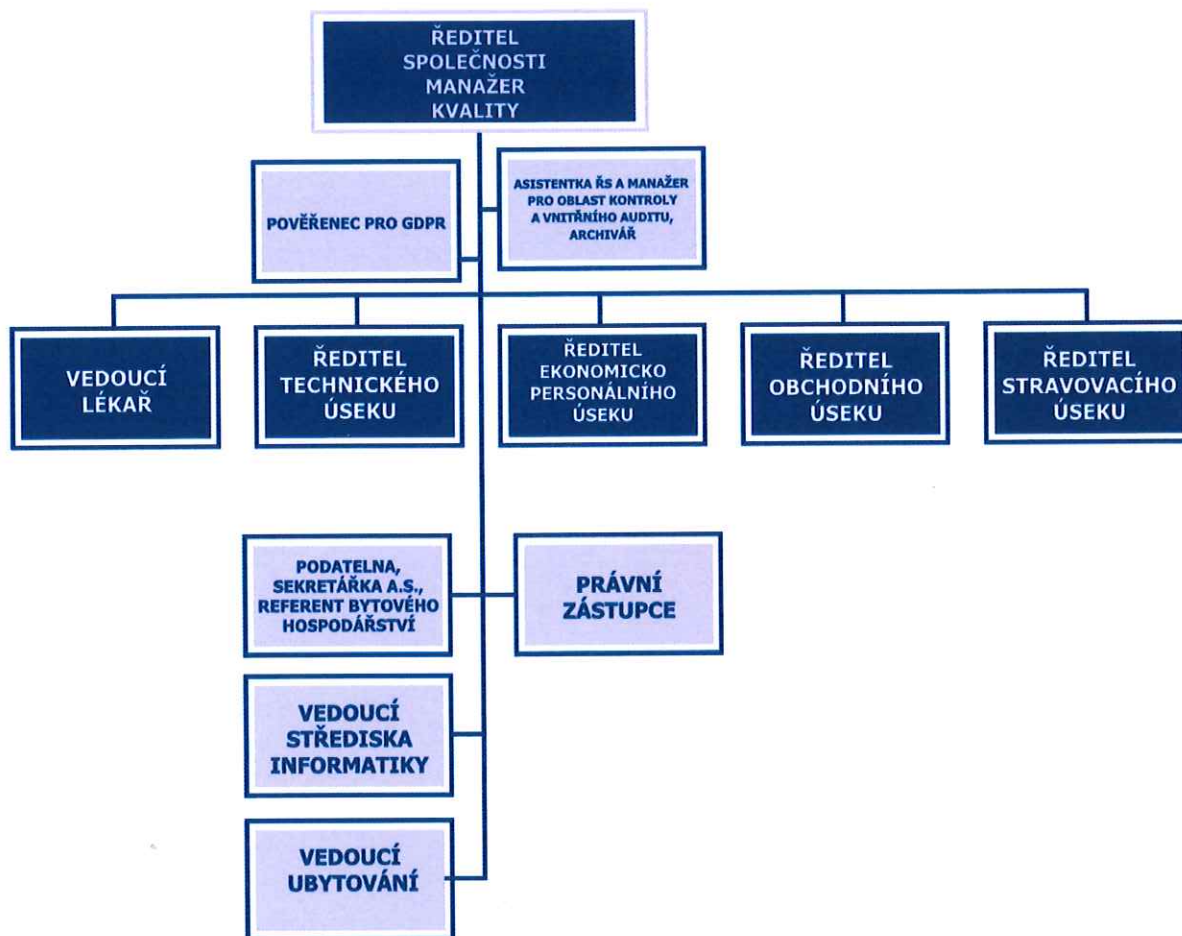 ŘEDITEL
SPOLEČNOSTI
MANAŽER
KVALITY
POVĚŘENEC PRO GDPR
ASISTENTKA ŘS A MANAŽER
PRO OBLAST KONTROLY
A VNITŘNÍHO AUDITU,
ARCHIVÁŘ
VEDOUCÍ
LÉKAŘ
ŘEDITEL
TECHNICKÉHO
ÚSEKU
ŘEDITEL
EKONOMICKO
PERSONÁLNÍHO
ÚSEKU
ŘEDITEL
OBCHODNÍHO
ÚSEKU
ŘEDITEL
STRAVOVACÍHO
ÚSEKU
PODATELNA,
SEKRETÁŘKA A.S.,
REFERENT BYTOVÉHO
HOSPODÁŘSTVÍ
PRÁVNÍ
ZÁSTUPCE
VEDOUCÍ
STŘEDISKA
INFORMATIKY
VEDOUCÍ
UBYTOVÁNÍ